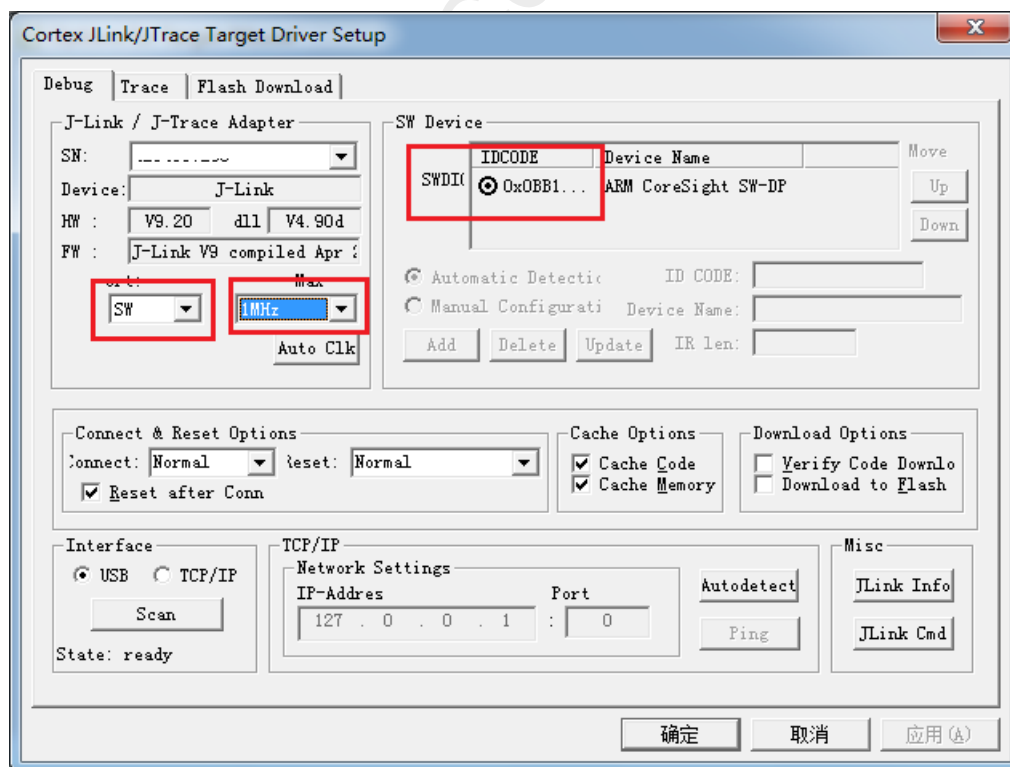 Cortex JLink/JTrace Target Driver Setup
Debug Trace Flash Download
J-Link / J-Trace Adapter
SN:
Device: J-Link
HW : V9.20 dll V4.90d
FW : J-Link V9 compiled Apr
Max
SW 1MHz
Auto Clk
SW Device
IDCODE Device Name
SWDI
0x0BB1... ARM CoreSight SW-DP
Move
Up
Down
Automatic Detectic ID CODE:
Manual Configurati Device Name:
Add Delete Update IR len:
Connect & Reset Options
Connect: Normal Reset: Normal
Reset after Conn
Cache Options
Cache Code
Cache Memory
Download Options
Verify Code Downlo
Download to Flash
Interface
USB TCP/IP
Scan
State: ready
TCP/IP
Network Settings
IP-Addres Port
127 . 0 . 0 . 1 : 0
Autodetect
Ping
Misc
JLink Info
JLink Cmd
确定 取消 应用(A)